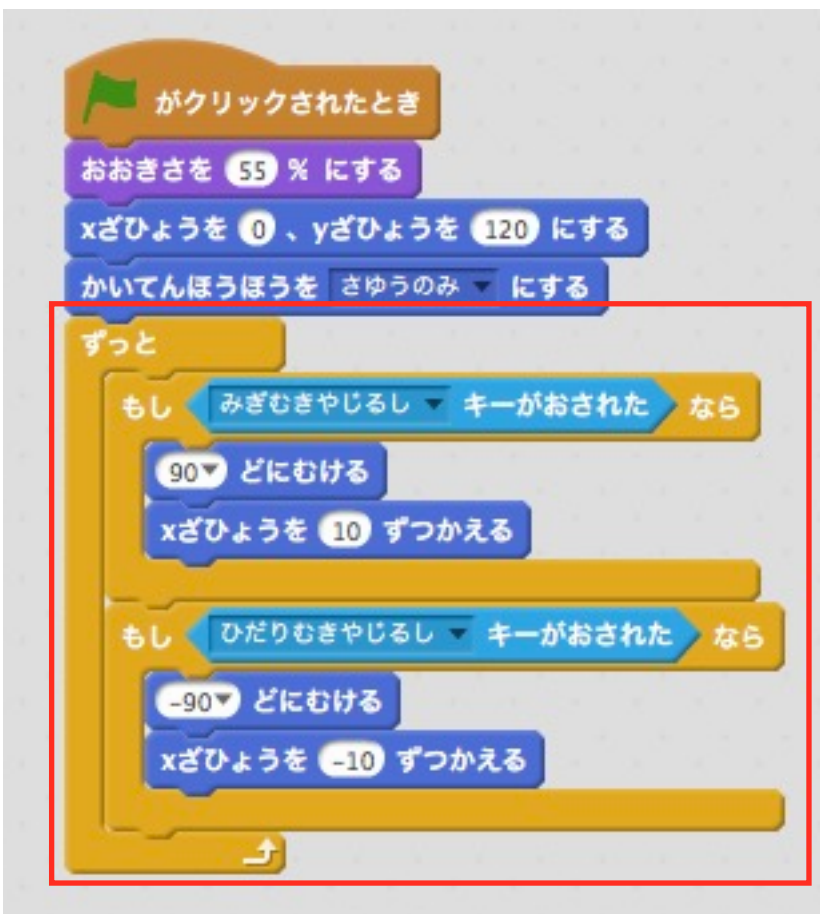 がクリックされたとき
おおきさを 55 % にする
xざひょうを 0 、yざひょうを 120 にする
かいてんほうほうを さゆうのみ にする
ずっと
もし みぎむきやじるし キーがおされた なら
90 どにむける
xざひょうを 10 ずつかえる
もし ひだりむきやじるし キーがおされた なら
-90 どにむける
xざひょうを -10 ずつかえる